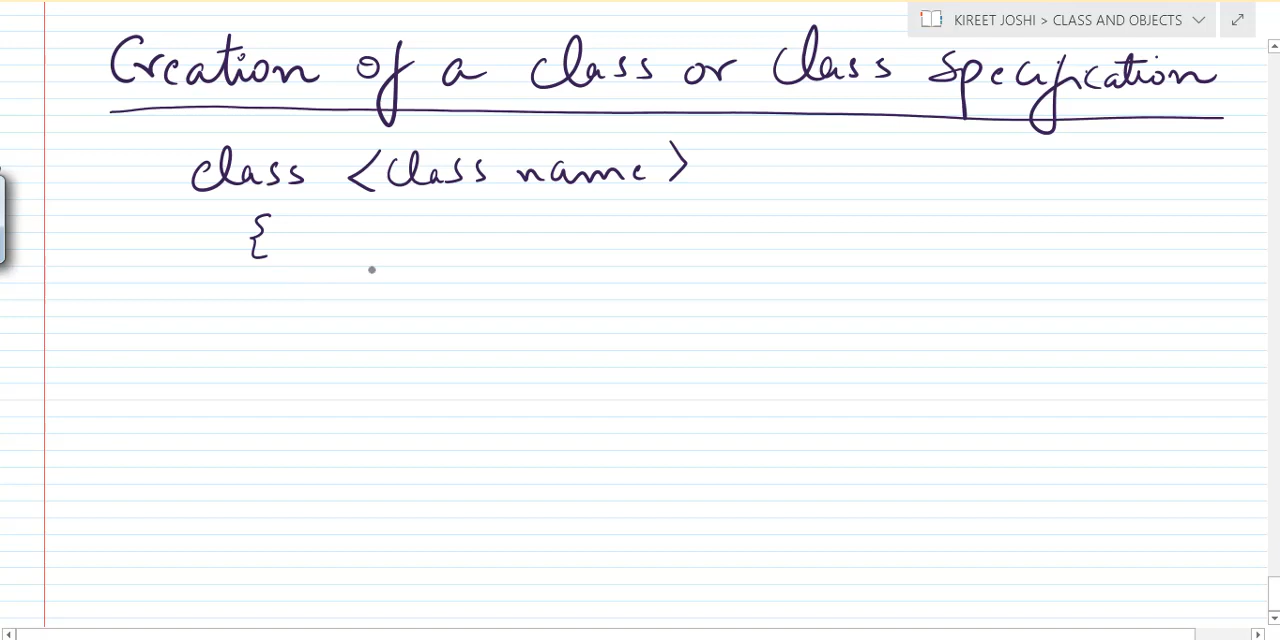 KIREET JOSHI > CLASS AND OBJECTS
Creation of a class or class specification
class <class name>
{